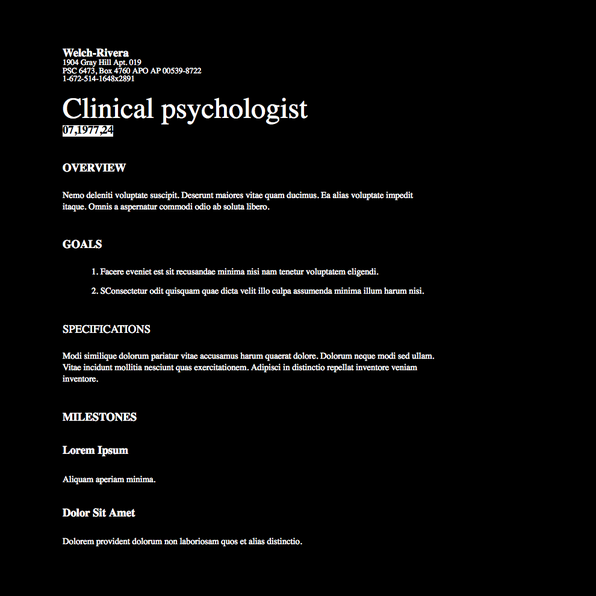 Welch-Rivera
1904 Gray Hill Apt. 019
PSC 6473, Box 4760 APO AP 00539-8722
1-672-514-1648x2891
Clinical psychologist
07,1977,24
OVERVIEW
Nemo deleniti voluptate suscipit. Deserunt maiores vitae quam ducimus. Ea alias voluptate impedit
itaque. Omnis a aspernatur commodi odio ab soluta libero.
GOALS
1. Facere eveniet est sit recusandae minima nisi nam tenetur voluptatem eligendi.
2. SConsectetur odit quisquam quae dicta velit illo culpa assumenda minima illum harum nisi.
SPECIFICATIONS
Modi similique dolorum pariatur vitae accusamus harum quaerat dolore. Dolorum neque modi sed ullam.
Vitae incidunt mollitia nesciunt quas exercitationem. Adipisci in distinctio repellat inventore veniam
inventore.
MILESTONES
Lorem Ipsum
Aliquam aperiam minima.
Dolor Sit Amet
Dolorem provident dolorum non laboriosam quos et alias distinctio.